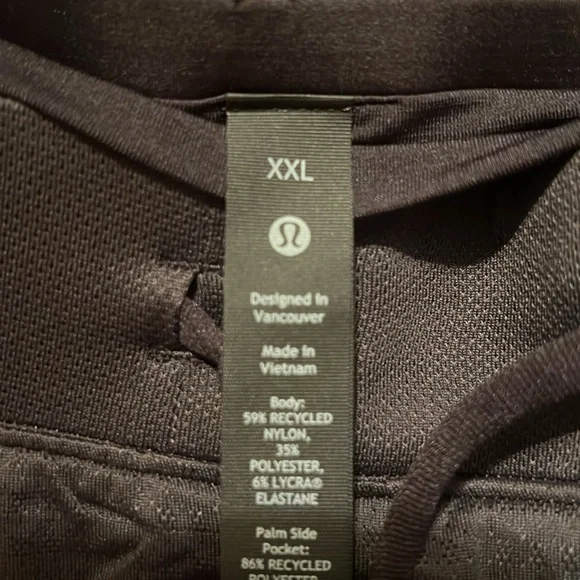 XXL
Designed in
Vancouver
Made in
Vietnam
Body:
59% RECYCLED
NYLON,
35%
POLYESTER,
6% LYCRA®
ELASTANE
Palm Side
Pocket:
86% RECYCLED
POLYESTER